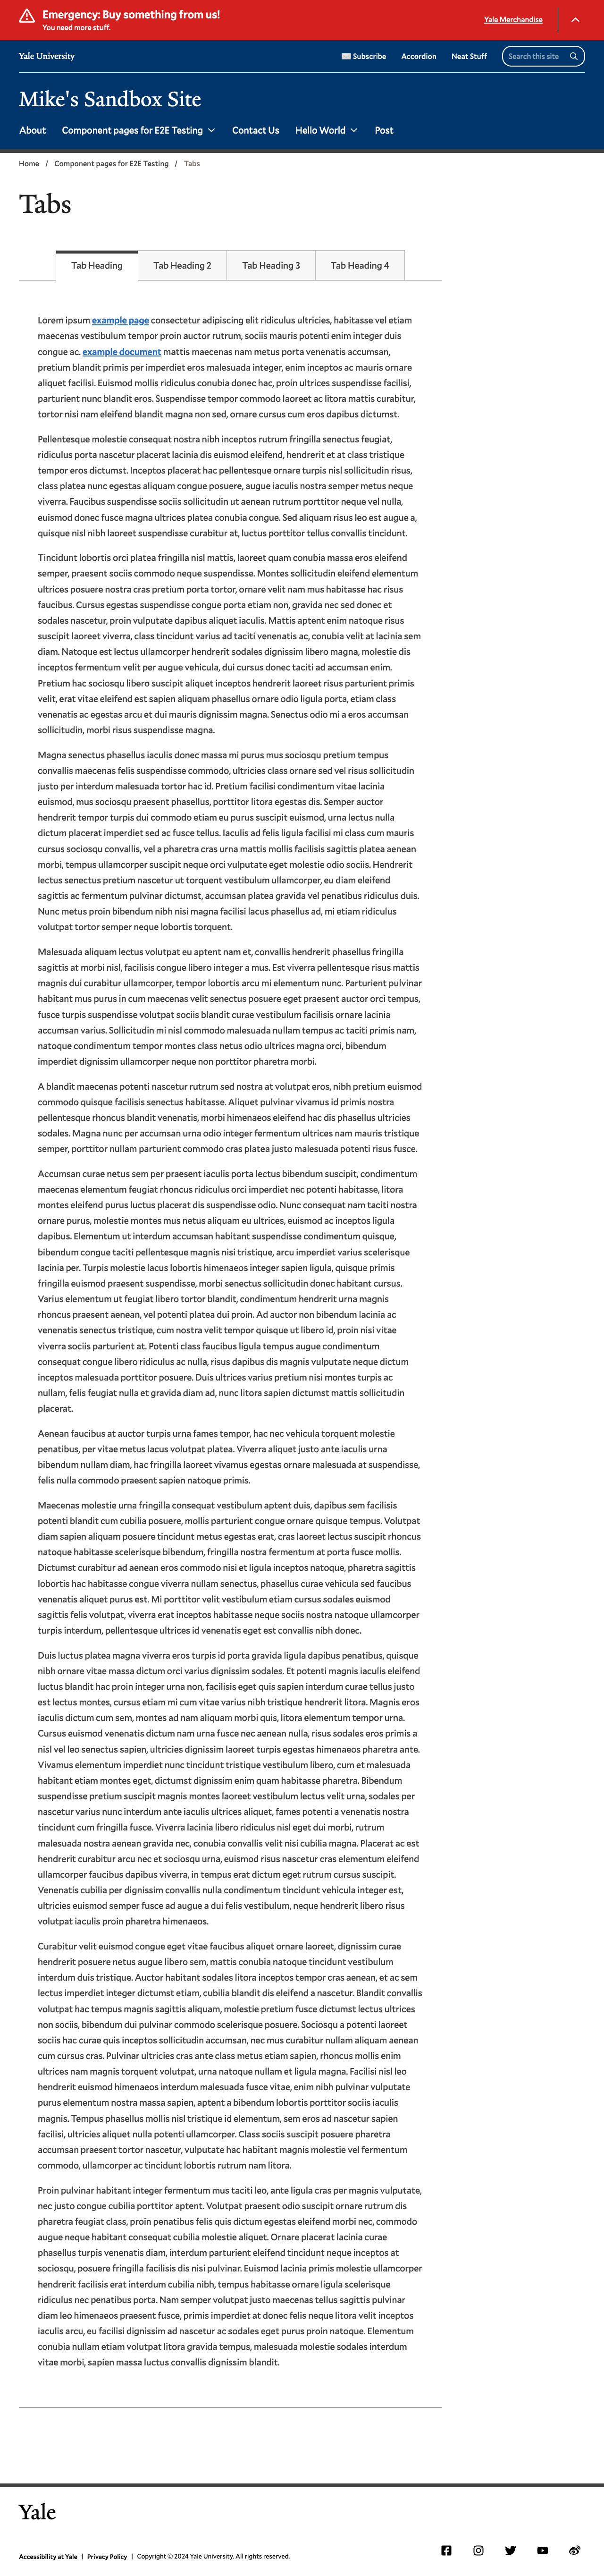 Emergency: Buy something from us!
You need more stuff.
Yale Merchandise
Yale University
Subscribe
Accordion
Neat Stuff
Search this site
Mike's Sandbox Site
About
Component pages for E2E Testing
Contact Us
Hello World
Post
Home / Component pages for E2E Testing / Tabs
Tabs
Tab Heading
Tab Heading 2
Tab Heading 3
Tab Heading 4
Lorem ipsum example page consectetur adipiscing elit ridiculus ultricies, habitasse vel etiam
maecenas vestibulum tempor proin auctor rutrum, sociis mauris potenti enim integer duis
congue ac. example document mattis maecenas nam metus porta venenatis accumsan,
pretium blandit primis per imperdiet eros malesuada integer, enim inceptos ac mauris ornare
aliquet facilisi. Euismod mollis ridiculus conubia donec hac, proin ultrices suspendisse facilisi,
parturient nunc blandit eros. Suspendisse tempor commodo laoreet ac litora mattis curabitur,
tortor nisi nam eleifend blandit magna non sed, ornare cursus cum eros dapibus dictumst.
Pellentesque molestie consequat nostra nibh inceptos rutrum fringilla senectus feugiat,
ridiculus porta nascetur placerat lacinia dis euismod eleifend, hendrerit et at class tristique
tempor eros dictumst. Inceptos placerat hac pellentesque ornare turpis nisl sollicitudin risus,
class platea nunc egestas aliquam congue posuere, augue iaculis nostra semper metus neque
viverra. Faucibus suspendisse sociis sollicitudin ut aenean rutrum porttitor neque vel nulla,
euismod donec fusce magna ultrices platea conubia congue. Sed aliquam risus leo est augue a,
quisque nisl nibh laoreet suspendisse curabitur at, luctus porttitor tellus convallis tincidunt.
Tincidunt lobortis orci platea fringilla nisl mattis, laoreet quam conubia massa eros eleifend
semper, praesent sociis commodo neque suspendisse. Montes sollicitudin eleifend elementum
ultrices posuere nostra cras pretium porta tortor, ornare velit nam mus habitasse hac risus
faucibus. Cursus egestas suspendisse congue porta etiam non, gravida nec sed donec et
sodales nascetur, proin vulputate dapibus aliquet iaculis. Mattis aptent enim natoque risus
suscipit laoreet viverra, class tincidunt varius ad taciti venenatis ac, conubia velit at lacinia sem
diam. Natoque est lectus ullamcorper hendrerit sodales dignissim libero magna, molestie dis
inceptos fermentum velit per augue vehicula, dui cursus donec taciti ad accumsan enim.
Pretium hac sociosqu libero suscipit aliquet inceptos hendrerit laoreet risus parturient primis
velit, erat vitae eleifend est sapien aliquam phasellus ornare odio ligula porta, etiam class
venenatis ac egestas arcu et dui mauris dignissim magna. Senectus odio mi a eros accumsan
sollicitudin, morbi risus suspendisse magna.
Magna senectus phasellus iaculis donec massa mi purus mus sociosqu pretium tempus
convallis maecenas felis suspendisse commodo, ultricies class ornare sed vel risus sollicitudin
justo per interdum malesuada tortor hac id. Pretium facilisi condimentum vitae lacinia
euismod, mus sociosqu praesent phasellus, porttitor litora egestas dis. Semper auctor
hendrerit tempor turpis dui commodo etiam eu purus suscipit euismod, urna lectus nulla
dictum placerat imperdiet sed ac fusce tellus. Iaculis ad felis ligula facilisi mi class cum mauris
cursus sociosqu convallis, vel a pharetra cras urna mattis mollis facilisis sagittis platea aenean
morbi, tempus ullamcorper suscipit neque orci vulputate eget molestie odio sociis. Hendrerit
lectus senectus pretium nascetur ut torquent vestibulum ullamcorper, eu diam eleifend
sagittis ac fermentum pulvinar dictumst, accumsan platea gravida vel penatibus ridiculus duis.
Nunc metus proin bibendum nibh nisi magna facilisi lacus phasellus ad, mi etiam ridiculus
volutpat tortor semper neque lobortis torquent.
Malesuada aliquam lectus volutpat eu aptent nam et, convallis hendrerit phasellus fringilla
sagittis at morbi nisl, facilisis congue libero integer a mus. Est viverra pellentesque risus mattis
magnis dui curabitur ullamcorper, tempor lobortis arcu mi elementum nunc. Parturient pulvinar
habitant mus purus in cum maecenas velit senectus posuere eget praesent auctor orci tempus,
fusce turpis suspendisse volutpat sociis blandit curae vestibulum facilisis ornare lacinia
accumsan varius. Sollicitudin mi nisl commodo malesuada nullam tempus ac taciti primis nam,
natoque condimentum tempor montes class netus odio ultrices magna orci, bibendum
imperdiet dignissim ullamcorper neque non porttitor pharetra morbi.
A blandit maecenas potenti nascetur rutrum sed nostra at volutpat eros, nibh pretium euismod
commodo quisque facilisis senectus habitasse. Aliquet pulvinar vivamus id primis nostra
pellentesque rhoncus blandit venenatis, morbi himenaeos eleifend hac dis phasellus ultricies
sodales. Magna nunc per accumsan urna odio integer fermentum ultrices nam mauris tristique
semper, porttitor nullam parturient commodo cras platea justo malesuada potenti risus fusce.
Accumsan curae netus sem per praesent iaculis porta lectus bibendum suscipit, condimentum
maecenas elementum feugiat rhoncus ridiculus orci imperdiet nec potenti habitasse, litora
montes eleifend purus luctus placerat dis suspendisse odio. Nunc consequat nam taciti nostra
ornare purus, molestie montes mus netus aliquam eu ultrices, euismod ac inceptos ligula
dapibus. Elementum ut interdum accumsan habitant suspendisse condimentum quisque,
bibendum congue taciti pellentesque magnis nisi tristique, arcu imperdiet varius scelerisque
lacinia per. Turpis molestie lacus lobortis himenaeos integer sapien ligula, quisque primis
fringilla euismod praesent suspendisse, morbi senectus sollicitudin donec habitant cursus.
Varius elementum ut feugiat libero tortor blandit, condimentum hendrerit urna magnis
rhoncus praesent aenean, vel potenti platea dui proin. Ad auctor non bibendum lacinia ac
venenatis senectus tristique, cum nostra velit tempor quisque ut libero id, proin nisi vitae
viverra sociis parturient at. Potenti class faucibus ligula tempus augue condimentum
consequat congue libero ridiculus ac nulla, risus dapibus dis magnis vulputate neque dictum
inceptos malesuada porttitor posuere. Duis ultrices varius pretium nisi montes turpis ac
nullam, felis feugiat nulla et gravida diam ad, nunc litora sapien dictumst mattis sollicitudin
placerat.
Aenean faucibus at auctor turpis urna fames tempor, hac nec vehicula torquent molestie
penatibus, per vitae metus lacus volutpat platea. Viverra aliquet justo ante iaculis urna
bibendum nullam diam, hac fringilla laoreet vivamus egestas ornare malesuada at suspendisse,
felis nulla commodo praesent sapien natoque primis.
Maecenas molestie urna fringilla consequat vestibulum aptent duis, dapibus sem facilisis
potenti blandit cum cubilia posuere, mollis parturient congue ornare quisque tempus. Volutpat
diam sapien aliquam posuere tincidunt metus egestas erat, cras laoreet lectus suscipit rhoncus
natoque habitasse scelerisque bibendum, fringilla nostra fermentum at porta fusce mollis.
Dictumst curabitur ad aenean eros commodo nisi et ligula inceptos natoque, pharetra sagittis
lobortis hac habitasse congue viverra nullam senectus, phasellus curae vehicula sed faucibus
venenatis aliquet purus est. Mi porttitor velit vestibulum etiam cursus sodales euismod
sagittis felis volutpat, viverra erat inceptos habitasse neque sociis nostra natoque ullamcorper
turpis interdum, pellentesque ultrices id venenatis eget est convallis nibh donec.
Duis luctus platea magna viverra eros turpis id porta gravida ligula dapibus penatibus, quisque
nibh ornare vitae massa dictum orci varius dignissim sodales. Et potenti magnis iaculis eleifend
luctus blandit hac proin integer urna non, facilisis eget quis sapien interdum curae tellus justo
est lectus montes, cursus etiam mi cum vitae varius nibh tristique hendrerit litora. Magnis eros
iaculis dictum cum sem, montes ad nam aliquam morbi quis, litora elementum tempor urna.
Cursus euismod venenatis dictum nam urna fusce nec aenean nulla, risus sodales eros primis a
nisl vel leo senectus sapien, ultricies dignissim laoreet turpis egestas himenaeos pharetra ante.
Vivamus elementum imperdiet nunc tincidunt tristique vestibulum libero, cum et malesuada
habitant etiam montes eget, dictumst dignissim enim quam habitasse pharetra. Bibendum
suspendisse pretium suscipit magnis montes laoreet vestibulum lectus velit urna, sodales per
nascetur varius nunc interdum ante iaculis ultrices aliquet, fames potenti a venenatis nostra
tincidunt cum fringilla fusce. Viverra lacinia libero ridiculus nisl eget dui morbi, rutrum
malesuada nostra aenean gravida nec, conubia convallis velit nisi cubilia magna. Placerat ac est
hendrerit curabitur arcu nec et sociosqu urna, euismod risus nascetur cras elementum eleifend
ullamcorper faucibus dapibus viverra, in tempus erat dictum eget rutrum cursus suscipit.
Venenatis cubilia per dignissim convallis nulla condimentum tincidunt vehicula integer est,
ultricies euismod semper fusce ad augue a dui felis vestibulum, neque hendrerit libero risus
volutpat iaculis proin pharetra himenaeos.
Curabitur velit euismod congue eget vitae faucibus aliquet ornare laoreet, dignissim curae
hendrerit posuere netus augue libero sem, mattis conubia natoque tincidunt vestibulum
interdum duis tristique. Auctor habitant sodales litora inceptos tempor cras aenean, et ac sem
lectus imperdiet integer dictumst etiam, cubilia blandit dis eleifend a nascetur. Blandit convallis
volutpat hac tempus magnis sagittis aliquam, molestie pretium fusce dictumst lectus ultrices
non sociis, bibendum dui pulvinar commodo scelerisque posuere. Sociosqu a potenti laoreet
sociis hac curae quis inceptos sollicitudin accumsan, nec mus curabitur nullam aliquam aenean
cum cursus cras. Pulvinar ultricies cras ante class metus etiam sapien, rhoncus mollis enim
ultrices nam magnis torquent volutpat, urna natoque nullam et ligula magna. Facilisi nisl leo
hendrerit euismod himenaeos interdum malesuada fusce vitae, enim nibh pulvinar vulputate
purus elementum nostra massa sapien, aptent a bibendum lobortis porttitor sociis iaculis
magnis. Tempus phasellus mollis nisl tristique id elementum, sem eros ad nascetur sapien
facilisi, ultricies aliquet nulla potenti ullamcorper. Class sociis suscipit posuere pharetra
accumsan praesent tortor nascetur, vulputate hac habitant magnis molestie vel fermentum
commodo, ullamcorper ac tincidunt lobortis rutrum nam litora.
Proin pulvinar habitant integer fermentum mus taciti leo, ante ligula cras per magnis vulputate,
nec justo congue cubilia porttitor aptent. Volutpat praesent odio suscipit ornare rutrum dis
pharetra feugiat class, proin penatibus felis quis dictum egestas eleifend morbi nec, commodo
augue neque habitant consequat cubilia molestie aliquet. Ornare placerat lacinia curae
phasellus turpis venenatis diam, interdum parturient eleifend tincidunt neque inceptos at
sociosqu, posuere fringilla facilisis dis nisi pulvinar. Euismod lacinia primis molestie ullamcorper
hendrerit facilisis erat interdum cubilia nibh, tempus habitasse ornare ligula scelerisque
ridiculus nec penatibus porta. Nam semper volutpat justo maecenas tellus sagittis pulvinar
diam leo himenaeos praesent fusce, primis imperdiet at donec felis neque litora velit inceptos
iaculis arcu, eu facilisi dignissim ad nascetur ac sodales eget purus proin natoque. Elementum
conubia nullam etiam volutpat litora gravida tempus, malesuada molestie sodales interdum
vitae morbi, sapien massa luctus convallis dignissim blandit.
Yale
Accessibility at Yale | Privacy Policy | Copyright © 2024 Yale University. All rights reserved.